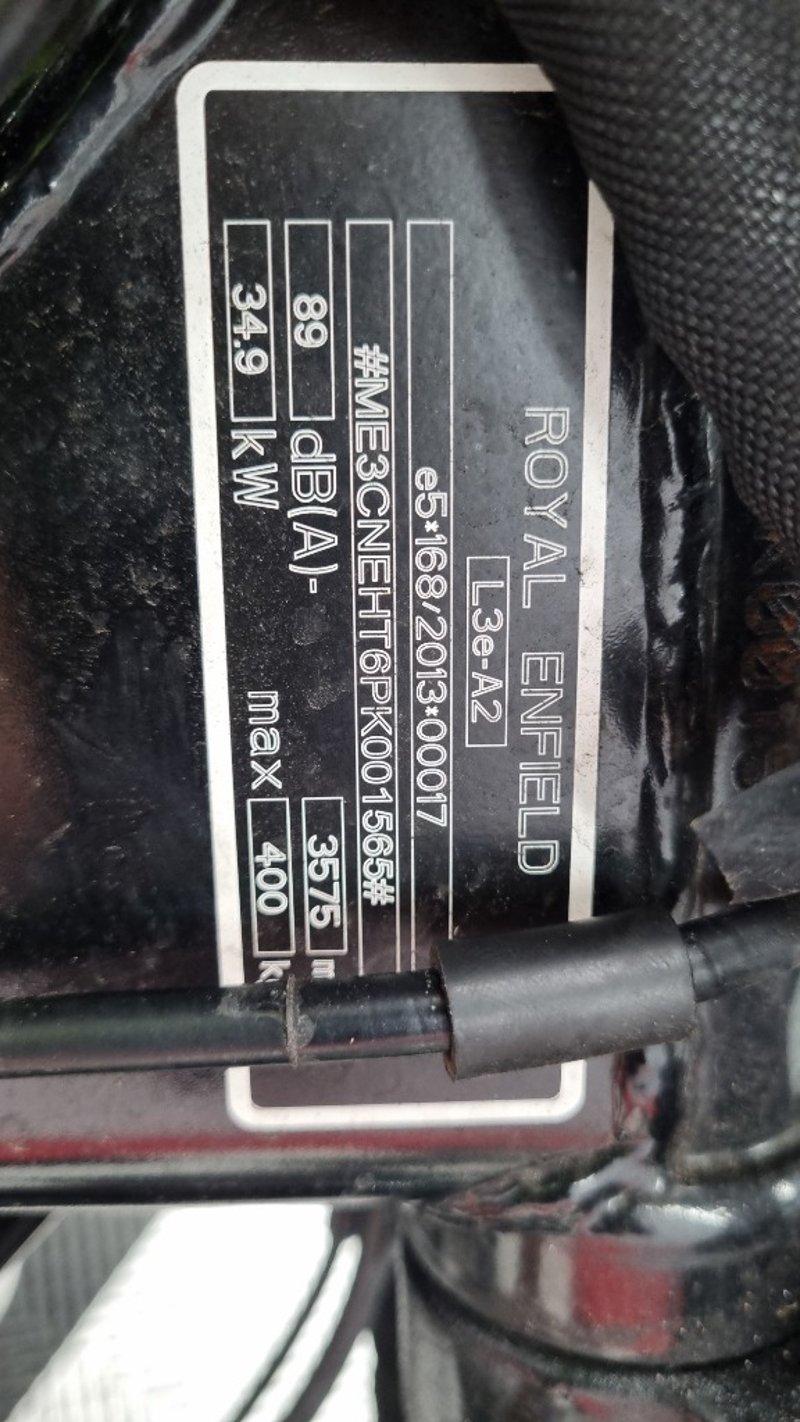 ROYAL ENFIELD
L3e-A2
e5*168/2013*00017
#ME3CNEHT6PK001565#
89 dB(A)- 3575 m
34.9 kW max 400 k